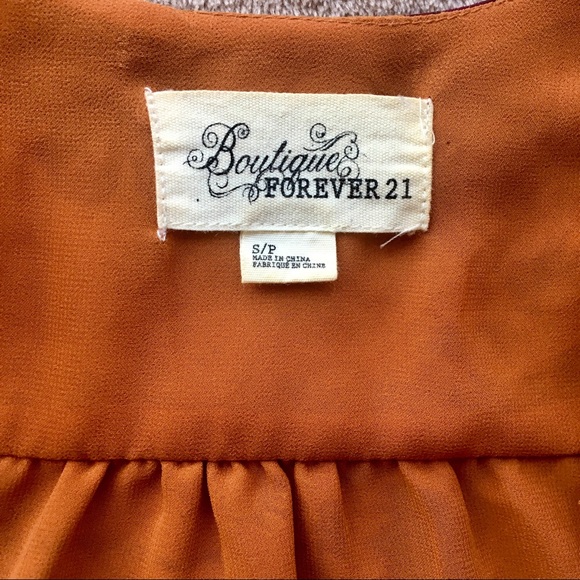 Boutique
FOREVER 21
S/P
MADE IN CHINA
FABRIQUÉ EN CHINE